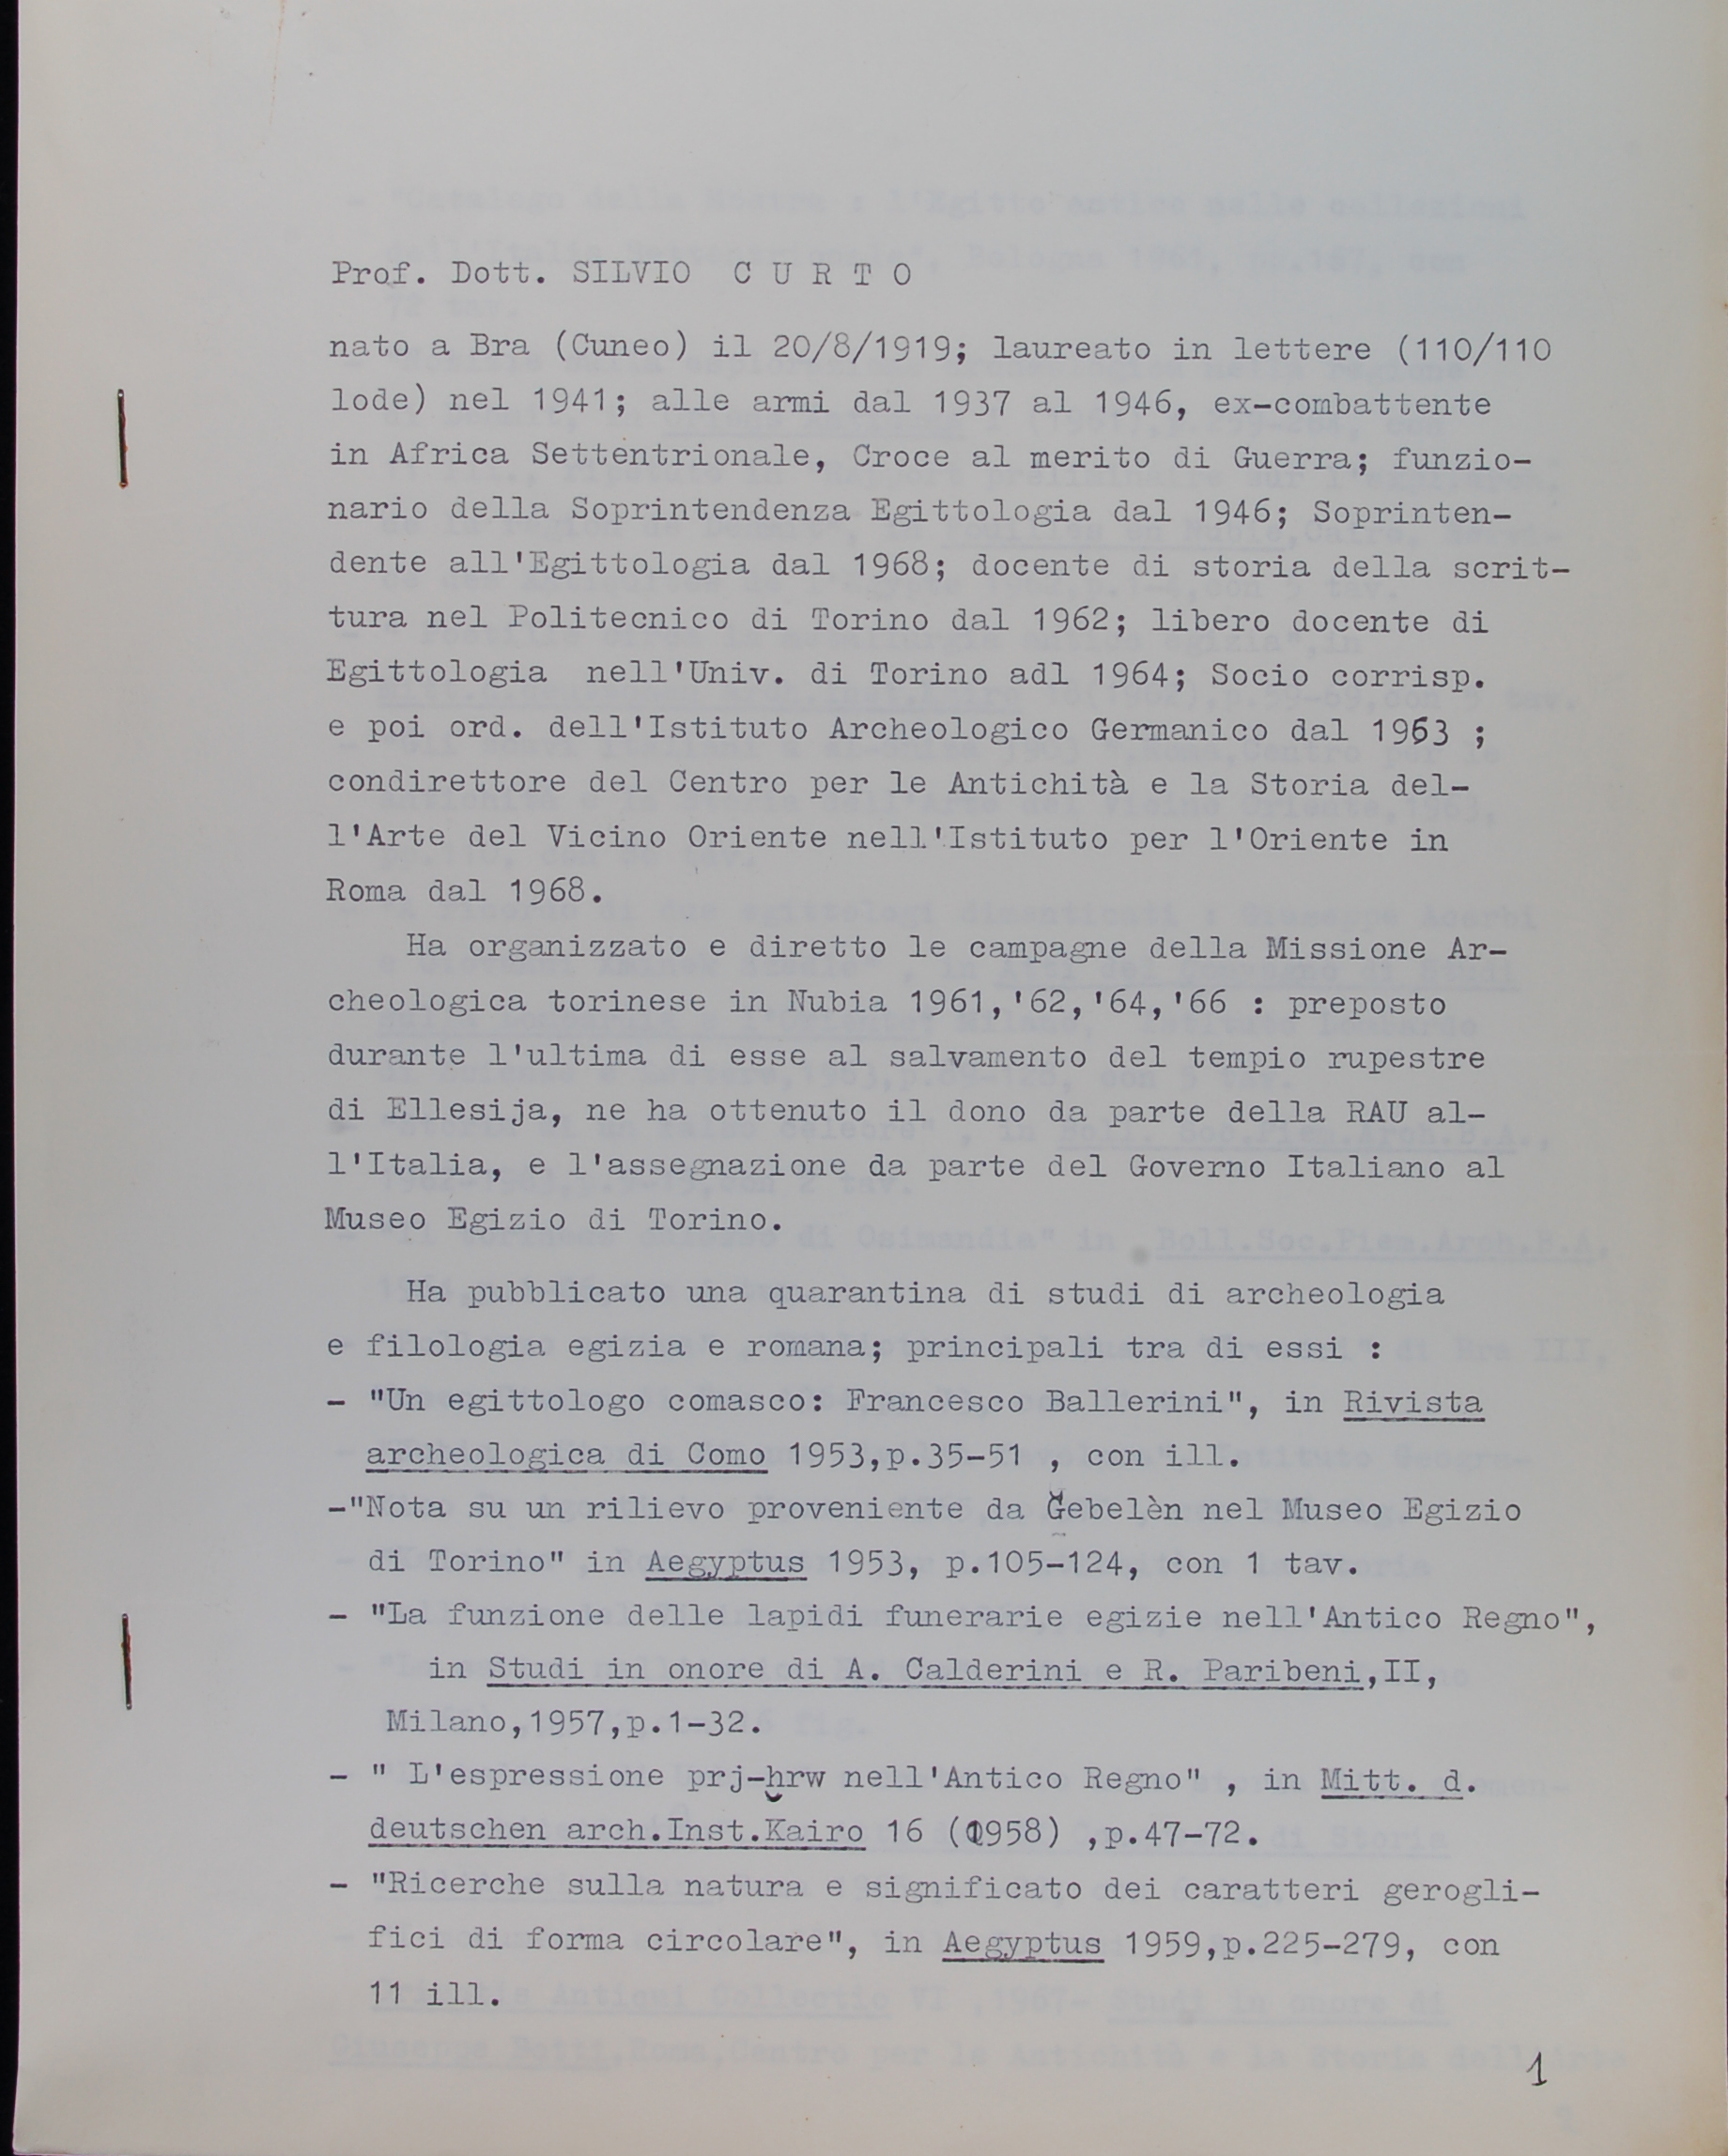 Prof. Dott. SILVIO C U R T O
nato a Bra (Cuneo) il 20/8/1919; laureato in lettere (110/110
lode) nel 1941; alle armi dal 1937 al 1946, ex-combattente
in Africa Settentrionale, Croce al merito di Guerra; funzio-
nario della Soprintendenza Egittologia dal 1946; Soprinten-
dente all'Egittologia dal 1968; docente di storia della scrit-
tura nel Politecnico di Torino dal 1962; libero docente di
Egittologia nell'Univ. di Torino adl 1964; Socio corrisp.
e poi ord. dell'Istituto Archeologico Germanico dal 1963 ;
condirettore del Centro per le Antichità e la Storia del-
l'Arte del Vicino Oriente nell'Istituto per l'Oriente in
Roma dal 1968.
Ha organizzato e diretto le campagne della Missione Ar-
cheologica torinese in Nubia 1961,'62,'64,'66 : preposto
durante l'ultima di esse al salvamento del tempio rupestre
di Ellesija, ne ha ottenuto il dono da parte della RAU al-
l'Italia, e l'assegnazione da parte del Governo Italiano al
Museo Egizio di Torino.
Ha pubblicato una quarantina di studi di archeologia
e filologia egizia e romana; principali tra di essi :
- "Un egittologo comasco: Francesco Ballerini", in Rivista
archeologica di Como 1953,p.35-51 , con ill.
-"Nota su un rilievo proveniente da Ǧebelèn nel Museo Egizio
di Torino" in Aegyptus 1953, p.105-124, con 1 tav.
- "La funzione delle lapidi funerarie egizie nell'Antico Regno",
in Studi in onore di A. Calderini e R. Paribeni,II,
Milano,1957,p.1-32.
- " L'espressione prj-ḫrw nell'Antico Regno" , in Mitt. d.
deutschen arch.Inst.Kairo 16 (1958) ,p.47-72.
- "Ricerche sulla natura e significato dei caratteri gerogli-
fici di forma circolare", in Aegyptus 1959,p.225-279, con
11 ill.
1